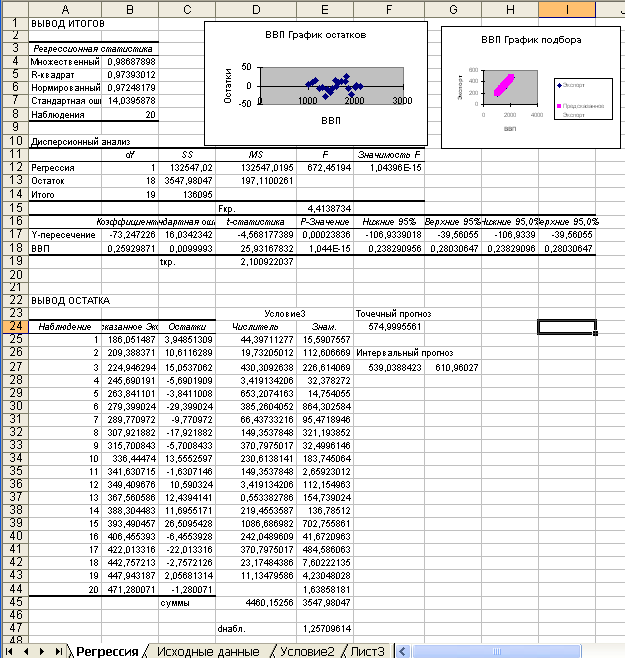 A B C D E F G H I J
1 ВЫВОД ИТОГОВ
2
3 Регрессионная статистика
4 Множественный 0,98687898
5 R-квадрат 0,97393012
6 Нормированный 0,97248179
7 Стандартная оши 14,0395878
8 Наблюдения 20
9
ВВП График остатков
Остатки
50
0
-50
0 1000 2000 3000
ВВП
ВВП График подбора
Экспорт
600
400
200
0
0 2000 4000
ВВП
Экспорт
Предсказанное Экспорт
10 Дисперсионный анализ
11 df SS MS F Значимость F
12 Регрессия 1 132547,02 132547,0195 672,45194 1,04396E-15
13 Остаток 18 3547,98047 197,1100261
14 Итого 19 136095
15 Fкр. 4,4138734
16 Коэффициент ндартная оши t-статистика P-Значение Нижние 95% Верхние 95% Нижние 95,0% ерхние 95,0%
17 Y-пересечение -73,247226 16,0342342 -4,568177389 0,00023836 -106,9339018 -39,56055 -106,9339 -39,56055
18 ВВП 0,25929871 0,0099993 25,93167832 1,044E-15 0,238290956 0,28030647 0,23829096 0,28030647
19 tкр. 2,100922037
20
21
22 ВЫВОД ОСТАТКА
23 Условие3 Точечный прогноз
24 Наблюдение сказанное Экс Остатки Числитель Знам. 574,9995561
25 1 186,051487 3,94851309 44,39711277 15,5907557
26 2 209,388371 10,6116289 19,73205012 112,606669 Интервальный прогноз
27 3 224,946294 15,0537062 430,3092638 226,614069 539,0388423 610,96027
28 4 245,690191 -5,6901909 3,419134206 32,378272
29 5 263,841101 -3,8411008 653,2074163 14,754055
30 6 279,399024 -29,399024 385,2604052 864,302584
31 7 289,770972 -9,770972 66,43733216 95,4718946
32 8 307,921882 -17,921882 149,3537848 321,193852
33 9 315,700843 -5,7008433 370,7975017 32,4996146
34 10 336,44474 13,5552597 230,6138141 183,745064
35 11 341,630715 -1,6307146 149,3537848 2,65923012
36 12 349,409676 10,590324 3,419134206 112,154963
37 13 367,560586 12,4394141 0,553382786 154,739024
38 14 388,304483 11,6955171 219,4553587 136,78512
39 15 393,490457 26,5095428 1086,686982 702,755861
40 16 406,455393 -6,4553928 242,0489609 41,6720963
41 17 422,013316 -22,013316 370,7975017 484,586063
42 18 442,757213 -2,7572126 23,17484386 7,60222135
43 19 447,943187 2,05681314 11,13479586 4,23048028
44 20 471,280071 -1,280071 1,63858181
45 суммы 4460,15256 3547,98047
46
47 dнабл. 1,25709614
48
Регрессия Исходные данные Условие2 Лист3